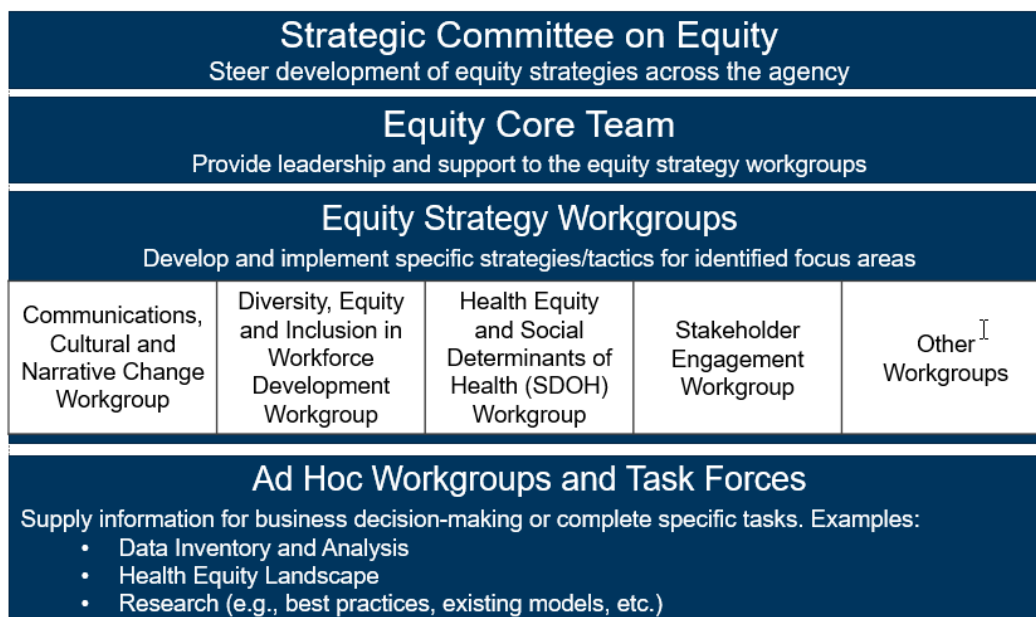 Strategic Committee on Equity
Steer development of equity strategies across the agency
Equity Core Team
Provide leadership and support to the equity strategy workgroups
Equity Strategy Workgroups
Develop and implement specific strategies/tactics for identified focus areas
Communications,
Cultural and
Narrative Change
Workgroup
Diversity, Equity
and Inclusion in
Workforce
Development
Workgroup
Health Equity
and Social
Determinants of
Health (SDOH)
Workgroup
Stakeholder
Engagement
Workgroup
Other
Workgroups
Ad Hoc Workgroups and Task Forces
Supply information for business decision-making or complete specific tasks. Examples:
• Data Inventory and Analysis
• Health Equity Landscape
• Research (e.g., best practices, existing models, etc.)